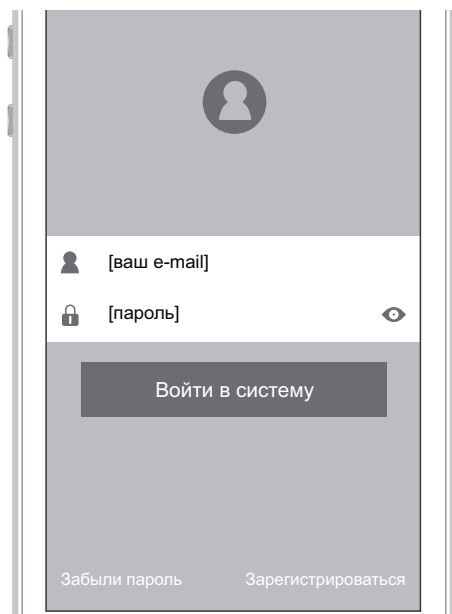 [ваш e-mail]
[пароль]
Войти в систему
Забыли пароль
Зарегистрироваться